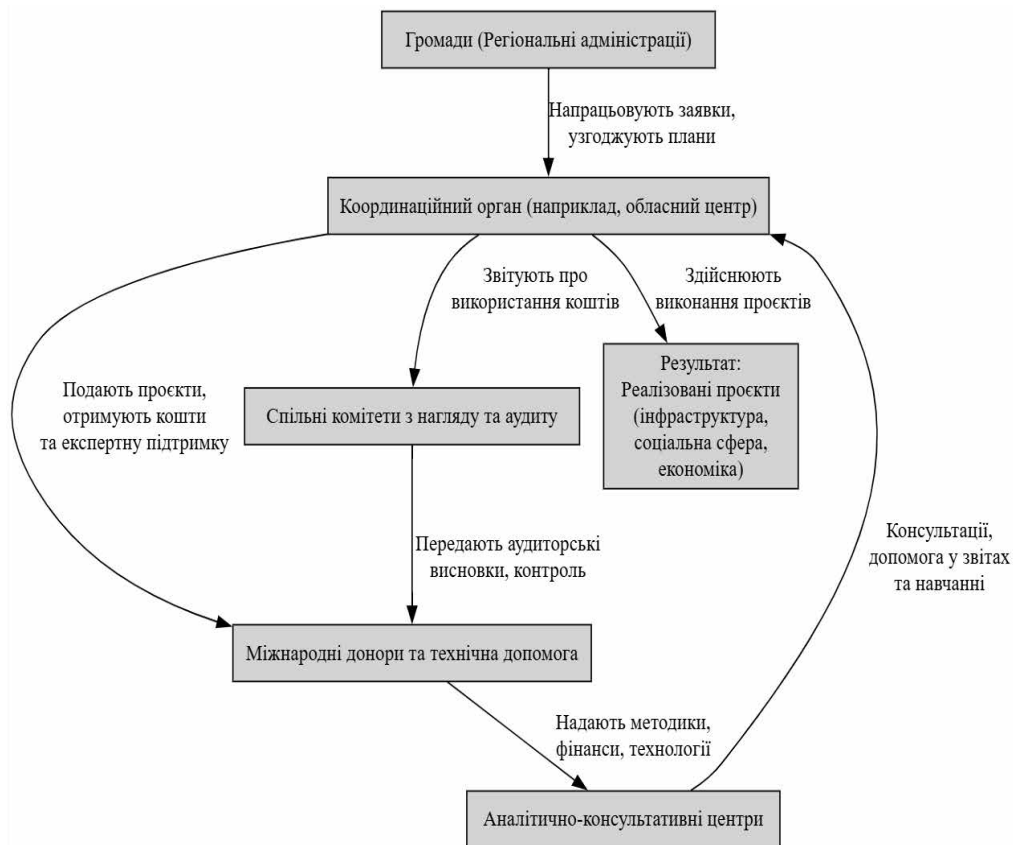 Громади (Регіональні адміністрації)
Напрацьовують заявки,
узгоджують плани
Координаційний орган (наприклад, обласний центр)
Звітують про
використання коштів
Здійснюють
виконання проєктів
Подають проєкти,
отримують кошти
та експертну підтримку
Спільні комітети з нагляду та аудиту
Результат:
Реалізовані проєкти
(інфраструктура,
соціальна сфера,
економіка)
Передають аудиторські
висновки, контроль
Консультації,
допомога у звітах
та навчанні
Міжнародні донори та технічна допомога
Надають методики,
фінанси, технології
Аналітично-консультативні центри